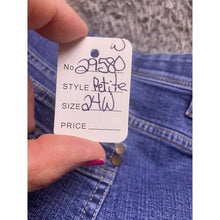 W
No. 29580
STYLE Petite
SIZE 24W
PRICE